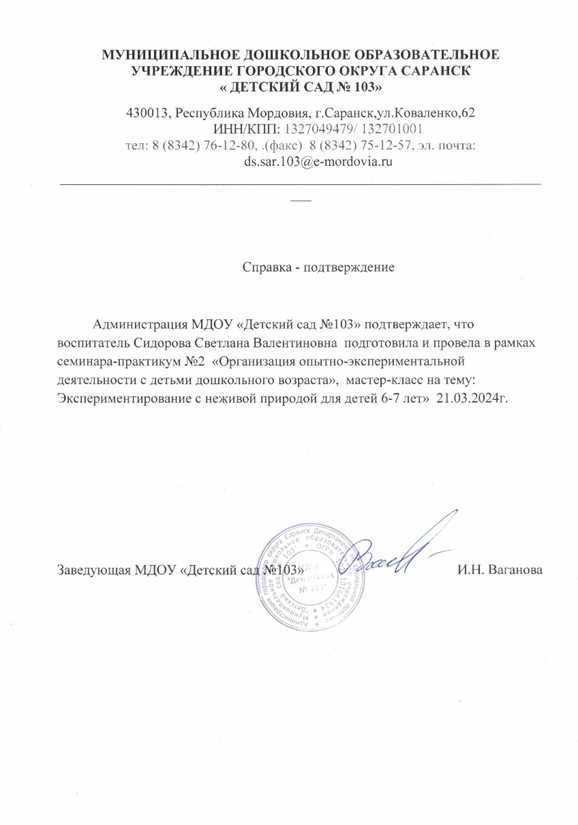 МУНИЦИПАЛЬНОЕ ДОШКОЛЬНОЕ ОБРАЗОВАТЕЛЬНОЕ
УЧРЕЖДЕНИЕ ГОРОДСКОГО ОКРУГА САРАНСК
« ДЕТСКИЙ САД № 103»
430013, Республика Мордовия, г.Саранск,ул.Коваленко,62
ИНН/КПП: 1327049479/ 132701001
тел: 8 (8342) 76-12-80, .(факс)  8 (8342) 75-12-57, эл. почта:
ds.sar.103@e-mordovia.ru
Справка - подтверждение
Администрация МДОУ «Детский сад №103» подтверждает, что
воспитатель Сидорова Светлана Валентиновна  подготовила и провела в рамках
семинара-практикум №2  «Организация опытно-экспериментальной
деятельности с детьми дошкольного возраста»,  мастер-класс на тему:
Экспериментирование с неживой природой для детей 6-7 лет»  21.03.2024г.
Заведующая МДОУ «Детский сад №103» И.Н. Ваганова